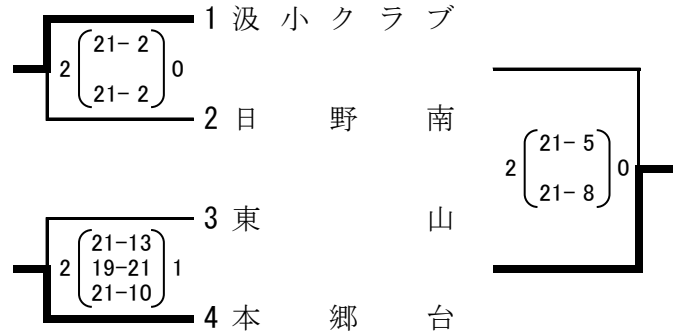 1 汲小クラブ
2 (21- 2 21- 2) 0
2 日野南
2 (21- 5 21- 8) 0
3 東山
2 (21-13 19-21 21-10) 1
4 本郷台